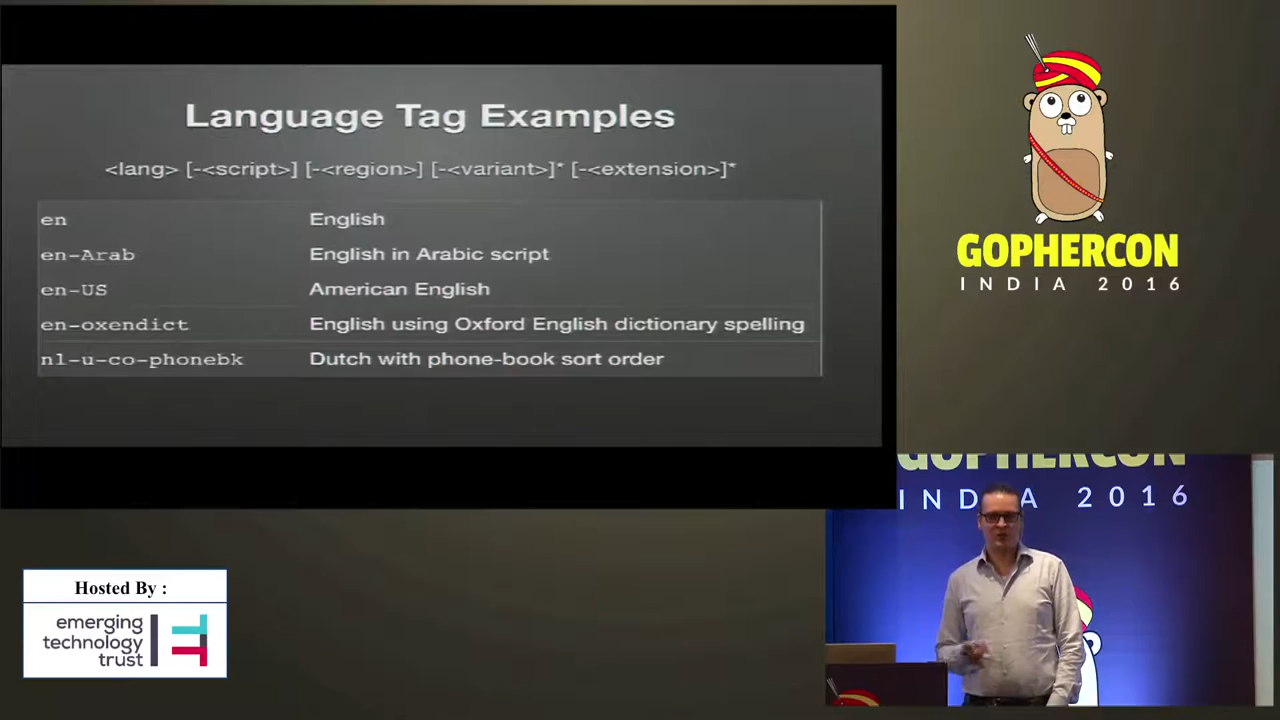 Language Tag Examples
<lang> [-<script>] [-<region>] [-<variant>]* [-<extension>]*
en English
en-Arab English in Arabic script
en-US American English
en-oxendict English using Oxford English dictionary spelling
nl-u-co-phonebk Dutch with phone-book sort order
GOPHERCON
INDIA 2016
GOPHERCON
INDIA 2016
Hosted By :
emerging
technology
trust